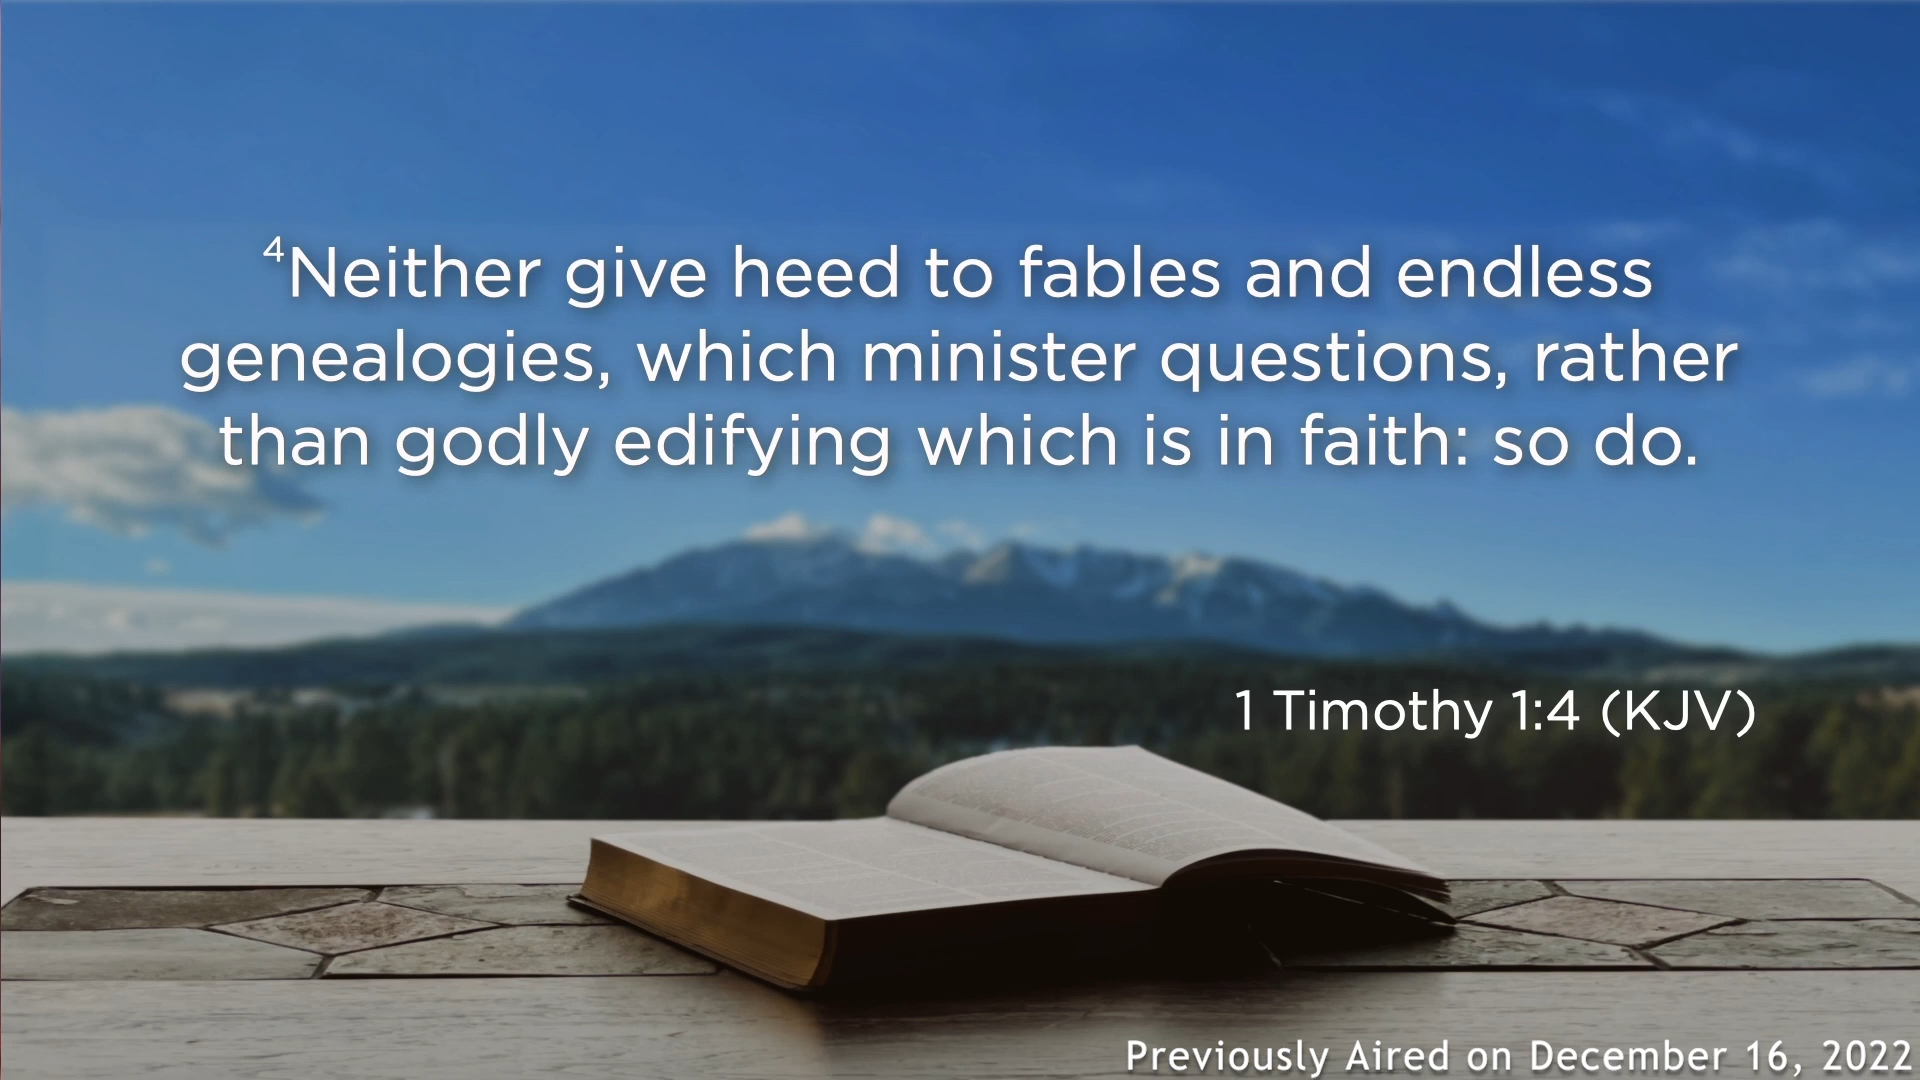 ⁴Neither give heed to fables and endless
genealogies, which minister questions, rather
than godly edifying which is in faith: so do.
1 Timothy 1:4 (KJV)
Previously Aired on December 16, 2022